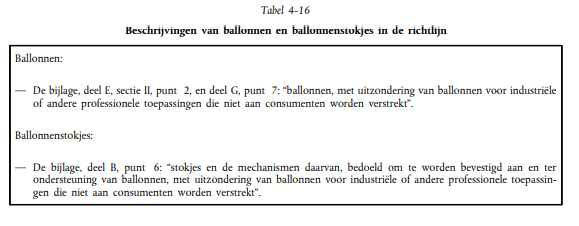 Tabel 4-16
Beschrijvingen van ballonnen en ballonnenstokjes in de richtlijn
Ballonnen:
— De bijlage, deel E, sectie II, punt 2, en deel G, punt 7: “ballonnen, met uitzondering van ballonnen voor industriële
of andere professionele toepassingen die niet aan consumenten worden verstrekt”.
Ballonnenstokjes:
— De bijlage, deel B, punt 6: “stokjes en de mechanismen daarvan, bedoeld om te worden bevestigd aan en ter
ondersteuning van ballonnen, met uitzondering van ballonnen voor industriële of andere professionele toepassin-
gen die niet aan consumenten worden verstrekt”.